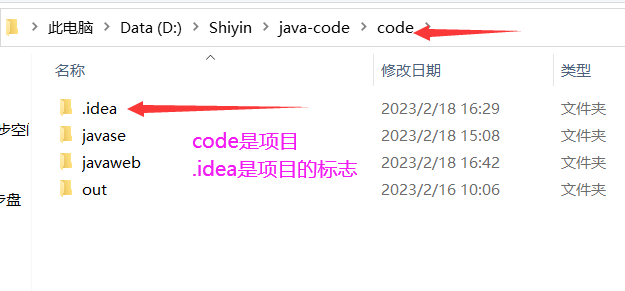 此电脑 > Data (D:) > Shiyin > java-code > code >
名称 修改日期 类型
.idea 2023/2/18 16:29 文件夹
步空间
javase 2023/2/18 15:08 文件夹
code是项目
javaweb 2023/2/18 16:42 文件夹
.idea是项目的标志
out 2023/2/16 10:06 文件夹
步盘